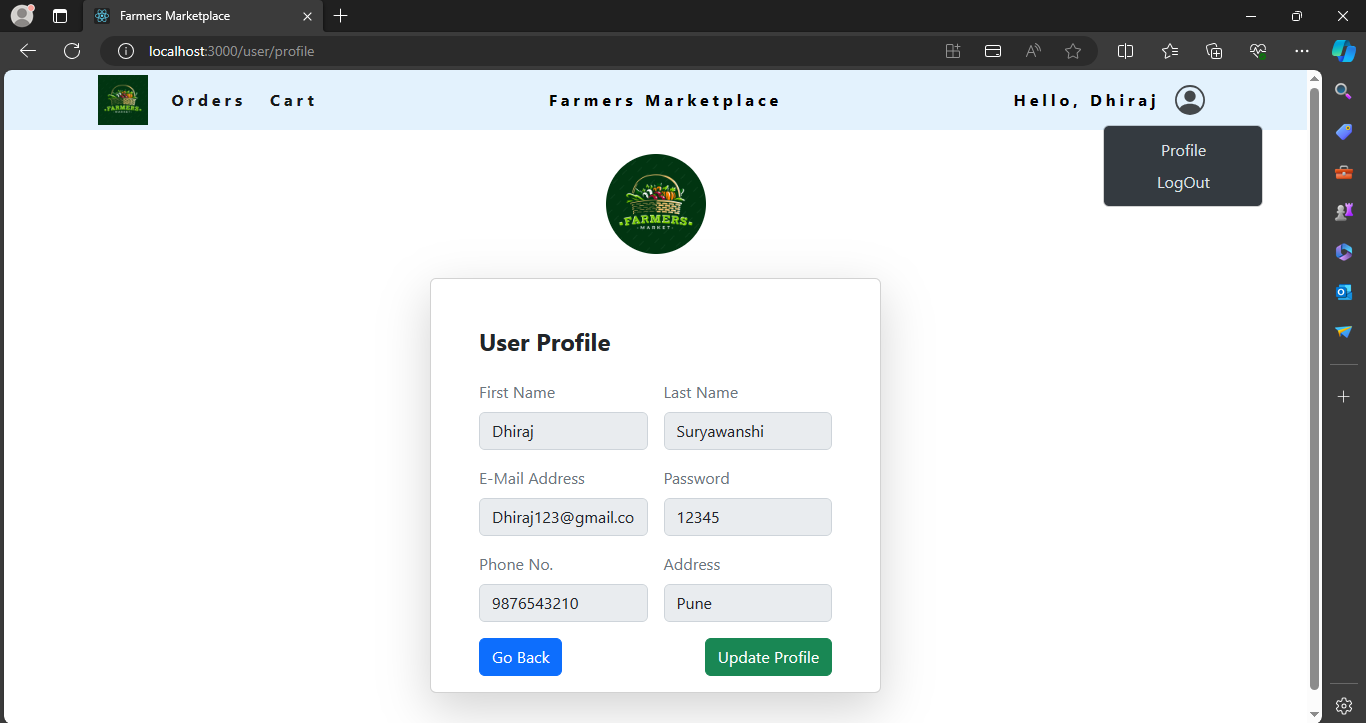 Farmers Marketplace
localhost:3000/user/profile
Orders Cart Farmers Marketplace Hello, Dhiraj
FARMERS
Profile
LogOut
FARMERS
MARKET
User Profile
First Name Last Name
Dhiraj Suryawanshi
E-Mail Address Password
Dhiraj123@gmail.co 12345
Phone No. Address
9876543210 Pune
Go Back Update Profile